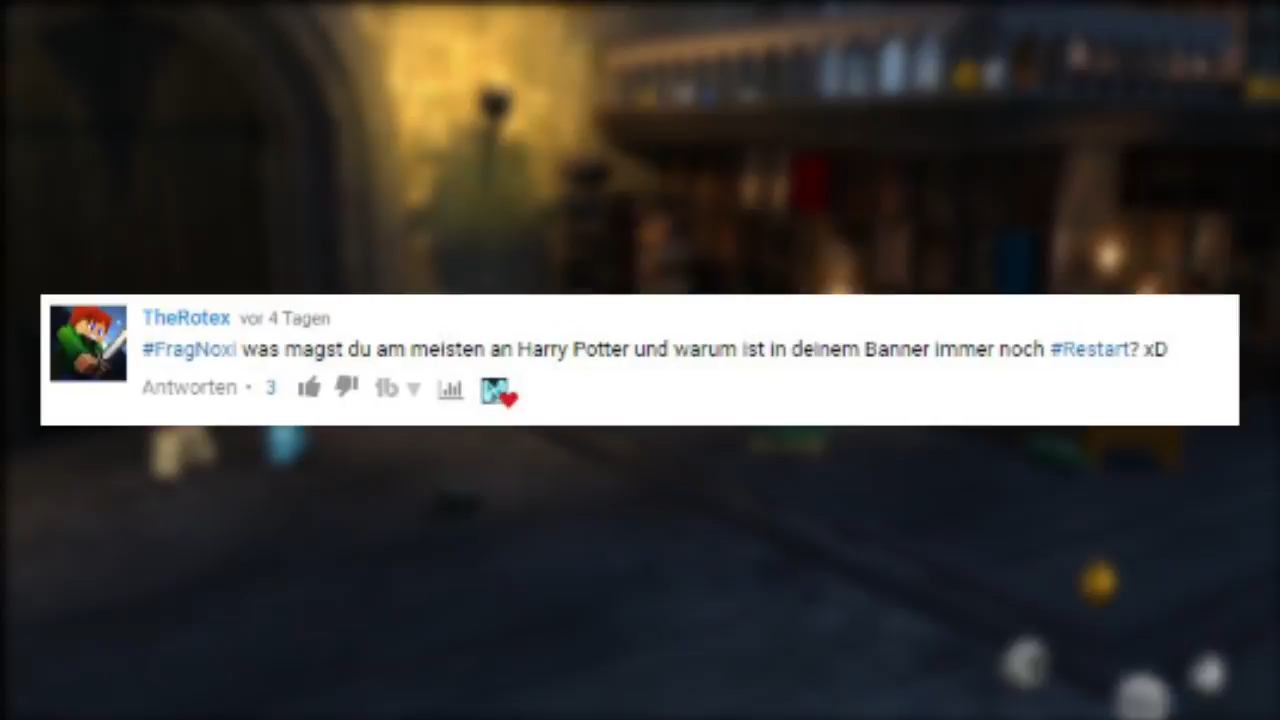 TheRotex vor 4 Tagen
#FragNoxi was magst du am meisten an Harry Potter und warum ist in deinem Banner immer noch #Restart? xD
Antworten • 3